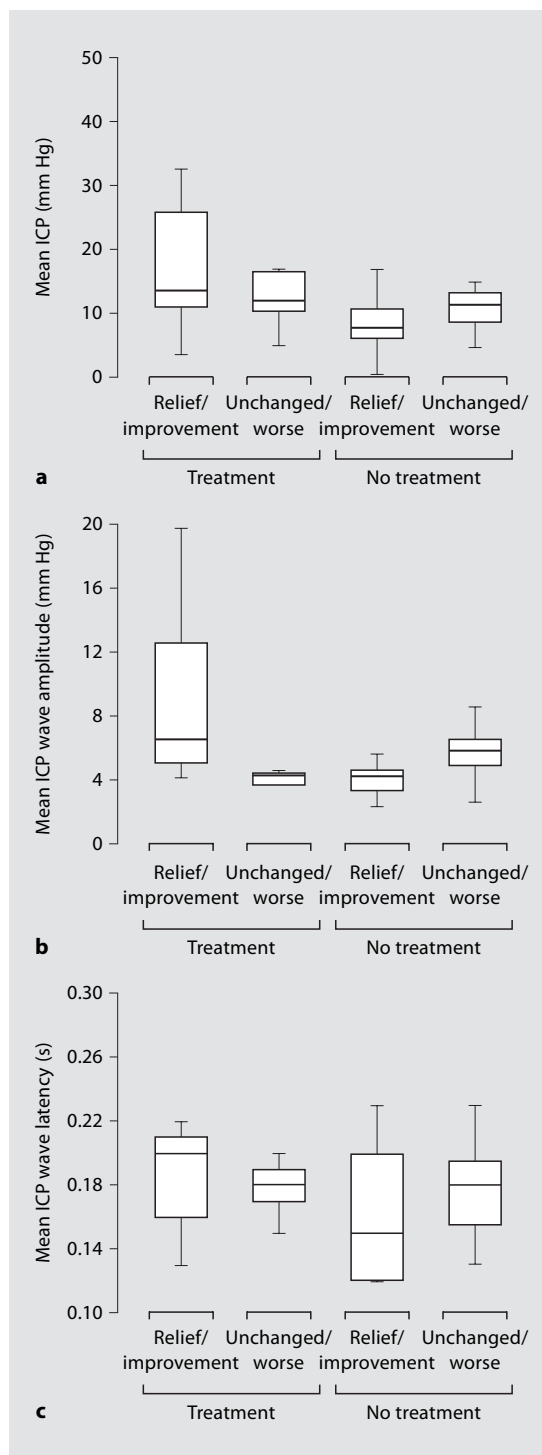 50
40
30
20
10
0
Mean ICP (mm Hg)
Relief/ Unchanged/ Relief/ Unchanged/
improvement worse improvement worse
a Treatment No treatment
20
16
12
8
4
0
Mean ICP wave amplitude (mm Hg)
Relief/ Unchanged/ Relief/ Unchanged/
improvement worse improvement worse
b Treatment No treatment
0.30
0.26
0.22
0.18
0.14
0.10
Mean ICP wave latency (s)
Relief/ Unchanged/ Relief/ Unchanged/
improvement worse improvement worse
c Treatment No treatment